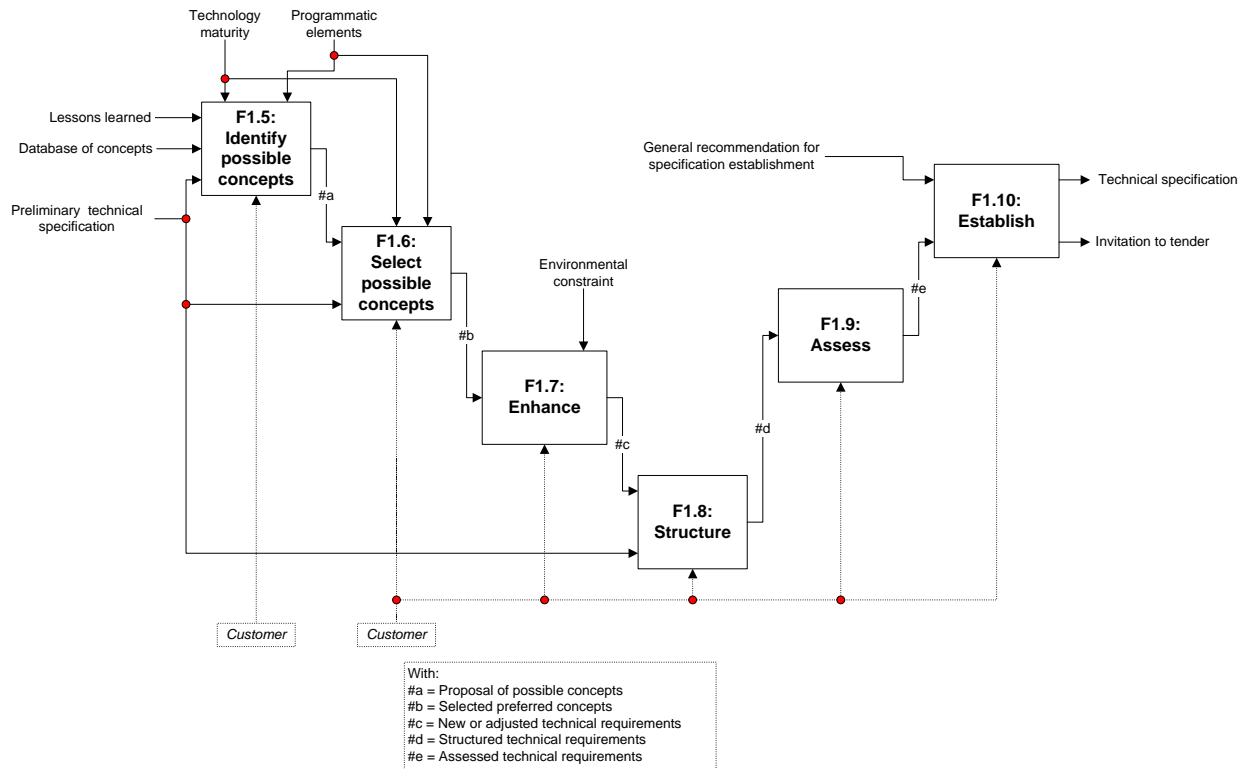 Technology
maturity
Programmatic
elements
Lessons learned
Database of concepts
Preliminary technical
specification
F1.5:
Identify
possible
concepts
#a
F1.6:
Select
possible
concepts
#b
Environmental
constraint
F1.7:
Enhance
#c
F1.8:
Structure
#d
F1.9:
Assess
#e
General recommendation for
specification establishment
F1.10:
Establish
Technical specification
Invitation to tender
Customer
Customer
With:
#a = Proposal of possible concepts
#b = Selected preferred concepts
#c = New or adjusted technical requirements
#d = Structured technical requirements
#e = Assessed technical requirements